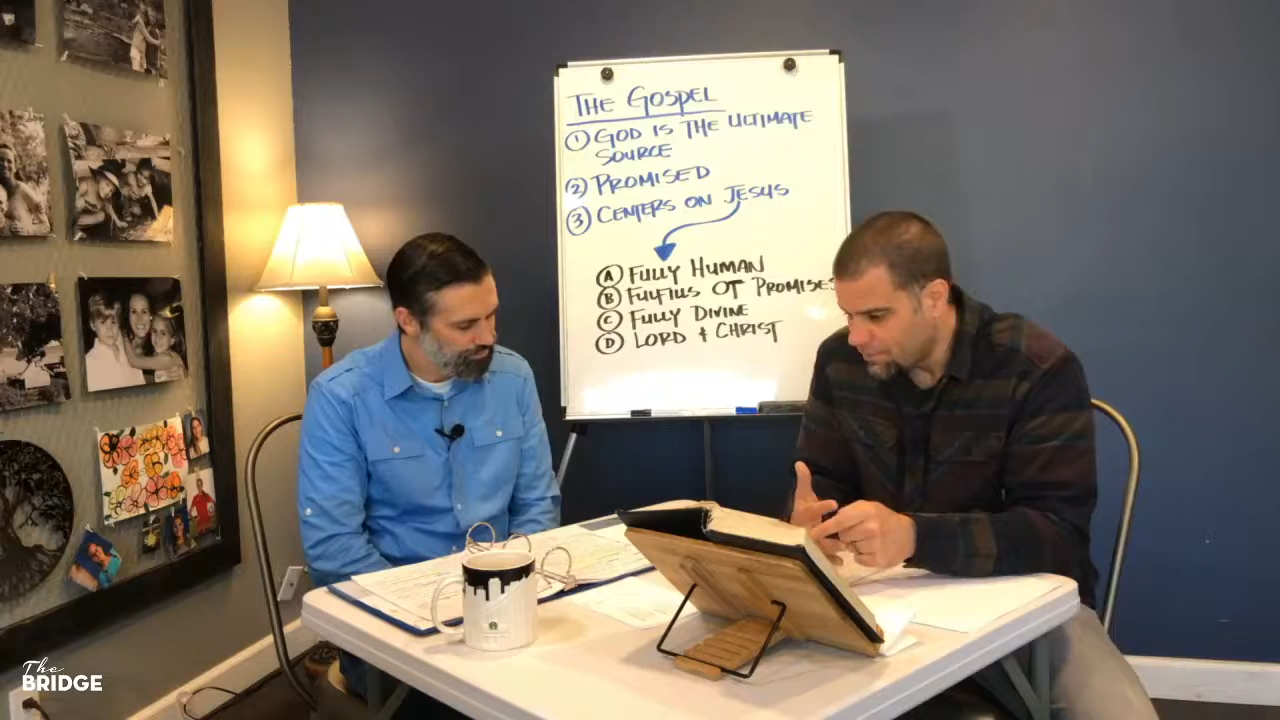 THE GOSPEL
① GOD IS THE ULTIMATE
SOURCE
② PROMISED
③ CENTERS ON JESUS
Ⓐ FULLY HUMAN
Ⓑ FULFILLS OT PROMISES
Ⓒ FULLY DIVINE
Ⓓ LORD + CHRIST
The
BRIDGE